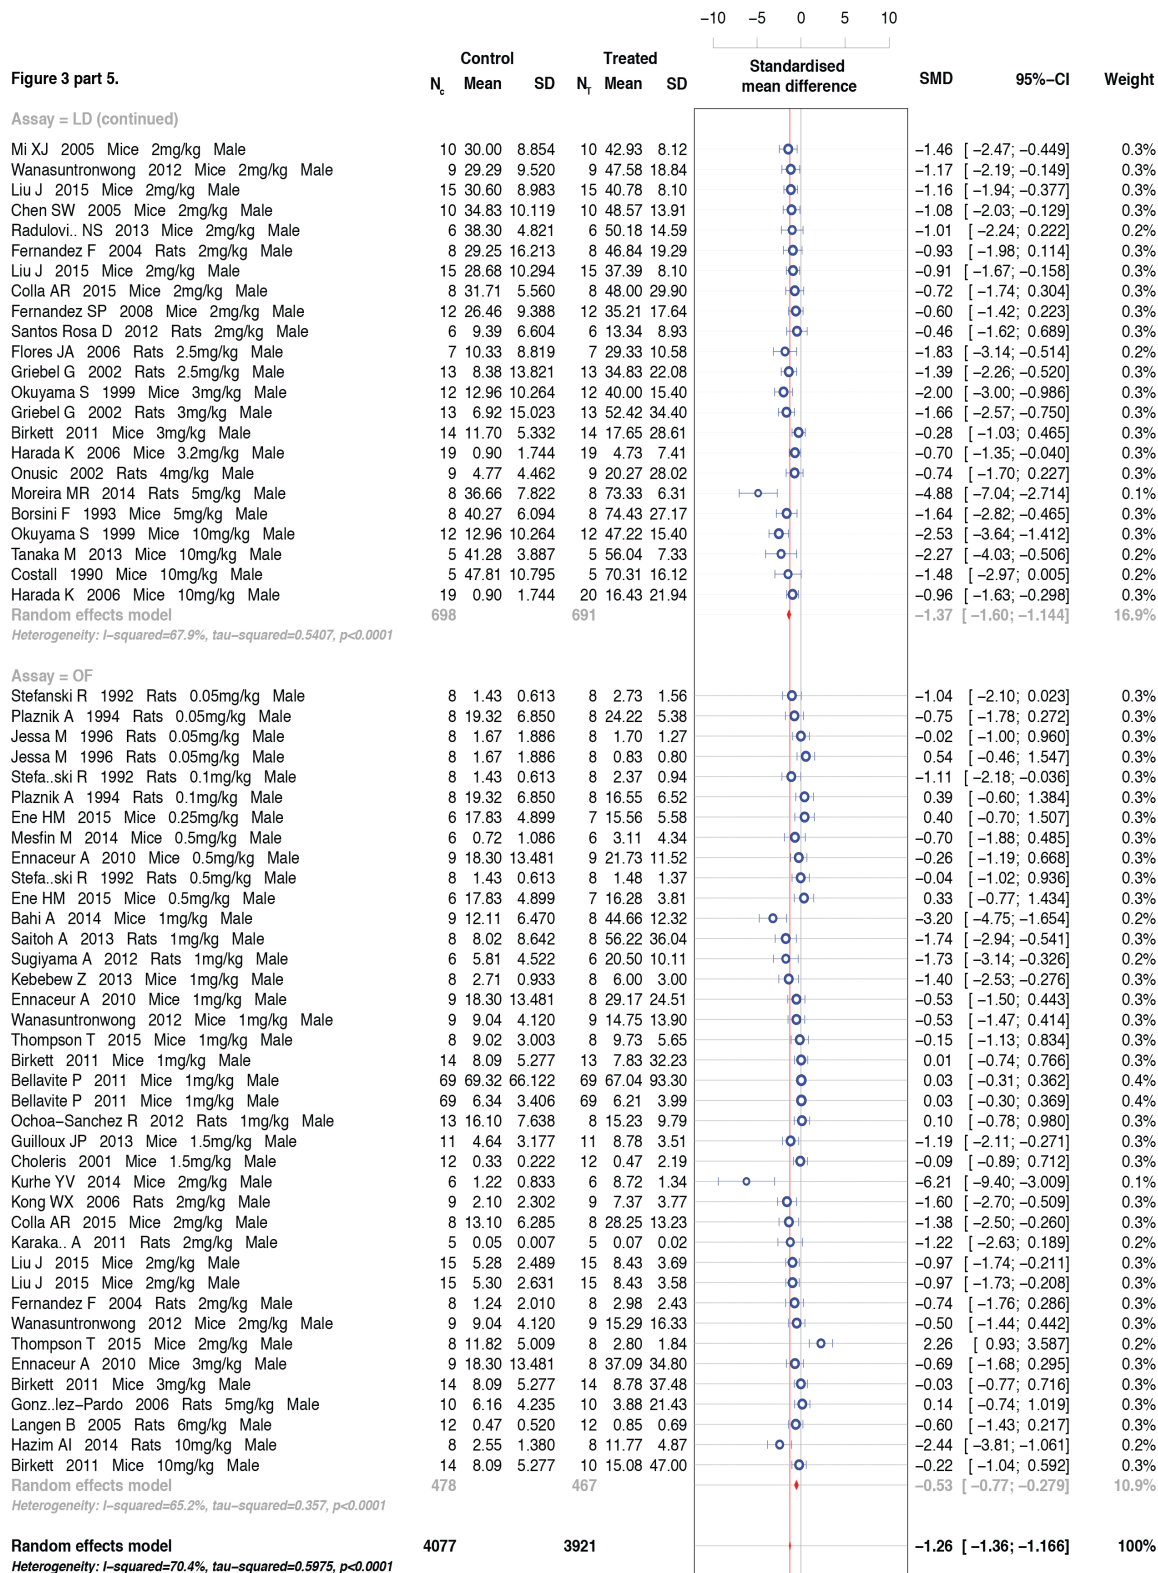 −10 −5 0 5 10
Control Treated
Figure 3 part 5. Nc Mean SD NT Mean SD Standardised mean difference SMD 95%−CI Weight
Assay = LD (continued)
Mi XJ 2005 Mice 2mg/kg Male 10 30.00 8.854 10 42.93 8.12 −1.46 [ −2.47; −0.449] 0.3%
Wanasuntronwong 2012 Mice 2mg/kg Male 9 29.29 9.520 9 47.58 18.84 −1.17 [ −2.19; −0.149] 0.3%
Liu J 2015 Mice 2mg/kg Male 15 30.60 8.983 15 40.78 8.10 −1.16 [ −1.94; −0.377] 0.3%
Chen SW 2005 Mice 2mg/kg Male 10 34.83 10.119 10 48.57 13.91 −1.08 [ −2.03; −0.129] 0.3%
Radulovi.. NS 2013 Mice 2mg/kg Male 6 38.30 4.821 6 50.18 14.59 −1.01 [ −2.24; 0.222] 0.2%
Fernandez F 2004 Rats 2mg/kg Male 8 29.25 16.213 8 46.84 19.29 −0.93 [ −1.98; 0.114] 0.3%
Liu J 2015 Mice 2mg/kg Male 15 28.68 10.294 15 37.39 8.10 −0.91 [ −1.67; −0.158] 0.3%
Colla AR 2015 Mice 2mg/kg Male 8 31.71 5.560 8 48.00 29.90 −0.72 [ −1.74; 0.304] 0.3%
Fernandez SP 2008 Mice 2mg/kg Male 12 26.46 9.388 12 35.21 17.64 −0.60 [ −1.42; 0.223] 0.3%
Santos Rosa D 2012 Rats 2mg/kg Male 6 9.39 6.604 6 13.34 8.93 −0.46 [ −1.62; 0.689] 0.3%
Flores JA 2006 Rats 2.5mg/kg Male 7 10.33 8.819 7 29.33 10.58 −1.83 [ −3.14; −0.514] 0.2%
Griebel G 2002 Rats 2.5mg/kg Male 13 8.38 13.821 13 34.83 22.08 −1.39 [ −2.26; −0.520] 0.3%
Okuyama S 1999 Mice 3mg/kg Male 12 12.96 10.264 12 40.00 15.40 −2.00 [ −3.00; −0.986] 0.3%
Griebel G 2002 Rats 3mg/kg Male 13 6.92 15.023 13 52.42 34.40 −1.66 [ −2.57; −0.750] 0.3%
Birkett 2011 Mice 3mg/kg Male 14 11.70 5.332 14 17.65 28.61 −0.28 [ −1.03; 0.465] 0.3%
Harada K 2006 Mice 3.2mg/kg Male 19 0.90 1.744 19 4.73 7.41 −0.70 [ −1.35; −0.040] 0.3%
Onusic 2002 Rats 4mg/kg Male 9 4.77 4.462 9 20.27 28.02 −0.74 [ −1.70; 0.227] 0.3%
Moreira MR 2014 Rats 5mg/kg Male 8 36.66 7.822 8 73.33 6.31 −4.88 [ −7.04; −2.714] 0.1%
Borsini F 1993 Mice 5mg/kg Male 8 40.27 6.094 8 74.43 27.17 −1.64 [ −2.82; −0.465] 0.3%
Okuyama S 1999 Mice 10mg/kg Male 12 12.96 10.264 12 47.22 15.40 −2.53 [ −3.64; −1.412] 0.3%
Tanaka M 2013 Mice 10mg/kg Male 5 41.28 3.887 5 56.04 7.33 −2.27 [ −4.03; −0.506] 0.2%
Costall 1990 Mice 10mg/kg Male 5 47.81 10.795 5 70.31 16.12 −1.48 [ −2.97; 0.005] 0.2%
Harada K 2006 Mice 10mg/kg Male 19 0.90 1.744 20 16.43 21.94 −0.96 [ −1.63; −0.298] 0.3%
Random effects model 698 691 −1.37 [ −1.60; −1.144] 16.9%
Heterogeneity: I−squared=67.9%, tau−squared=0.5407, p<0.0001
Assay = OF
Stefanski R 1992 Rats 0.05mg/kg Male 8 1.43 0.613 8 2.73 1.56 −1.04 [ −2.10; 0.023] 0.3%
Plaznik A 1994 Rats 0.05mg/kg Male 8 19.32 6.850 8 24.22 5.38 −0.75 [ −1.78; 0.272] 0.3%
Jessa M 1996 Rats 0.05mg/kg Male 8 1.67 1.886 8 1.70 1.27 −0.02 [ −1.00; 0.960] 0.3%
Jessa M 1996 Rats 0.05mg/kg Male 8 1.67 1.886 8 0.83 0.80 0.54 [ −0.46; 1.547] 0.3%
Stefa..ski R 1992 Rats 0.1mg/kg Male 8 1.43 0.613 8 2.37 0.94 −1.11 [ −2.18; −0.036] 0.3%
Plaznik A 1994 Rats 0.1mg/kg Male 8 19.32 6.850 8 16.55 6.52 0.39 [ −0.60; 1.384] 0.3%
Ene HM 2015 Mice 0.25mg/kg Male 6 17.83 4.899 7 15.56 5.58 0.40 [ −0.70; 1.507] 0.3%
Mesfin M 2014 Mice 0.5mg/kg Male 6 0.72 1.086 6 3.11 4.34 −0.70 [ −1.88; 0.485] 0.3%
Ennaceur A 2010 Mice 0.5mg/kg Male 9 18.30 13.481 9 21.73 11.52 −0.26 [ −1.19; 0.668] 0.3%
Stefa..ski R 1992 Rats 0.5mg/kg Male 8 1.43 0.613 8 1.48 1.37 −0.04 [ −1.02; 0.936] 0.3%
Ene HM 2015 Mice 0.5mg/kg Male 6 17.83 4.899 7 16.28 3.81 0.33 [ −0.77; 1.434] 0.3%
Bahi A 2014 Mice 1mg/kg Male 9 12.11 6.470 8 44.66 12.32 −3.20 [ −4.75; −1.654] 0.2%
Saitoh A 2013 Rats 1mg/kg Male 8 8.02 8.642 8 56.22 36.04 −1.74 [ −2.94; −0.541] 0.3%
Sugiyama A 2012 Rats 1mg/kg Male 6 5.81 4.522 6 20.50 10.11 −1.73 [ −3.14; −0.326] 0.2%
Kebebew Z 2013 Mice 1mg/kg Male 8 2.71 0.933 8 6.00 3.00 −1.40 [ −2.53; −0.276] 0.3%
Ennaceur A 2010 Mice 1mg/kg Male 9 18.30 13.481 8 29.17 24.51 −0.53 [ −1.50; 0.443] 0.3%
Wanasuntronwong 2012 Mice 1mg/kg Male 9 9.04 4.120 9 14.75 13.90 −0.53 [ −1.47; 0.414] 0.3%
Thompson T 2015 Mice 1mg/kg Male 8 9.02 3.003 8 9.73 5.65 −0.15 [ −1.13; 0.834] 0.3%
Birkett 2011 Mice 1mg/kg Male 14 8.09 5.277 13 7.83 32.23 0.01 [ −0.74; 0.766] 0.3%
Bellavite P 2011 Mice 1mg/kg Male 69 69.32 66.122 69 67.04 93.30 0.03 [ −0.31; 0.362] 0.4%
Bellavite P 2011 Mice 1mg/kg Male 69 6.34 3.406 69 6.21 3.99 0.03 [ −0.30; 0.369] 0.4%
Ochoa−Sanchez R 2012 Rats 1mg/kg Male 13 16.10 7.638 8 15.23 9.79 0.10 [ −0.78; 0.980] 0.3%
Guilloux JP 2013 Mice 1.5mg/kg Male 11 4.64 3.177 11 8.78 3.51 −1.19 [ −2.11; −0.271] 0.3%
Choleris 2001 Mice 1.5mg/kg Male 12 0.33 0.222 12 0.47 2.19 −0.09 [ −0.89; 0.712] 0.3%
Kurhe YV 2014 Mice 2mg/kg Male 6 1.22 0.833 6 8.72 1.34 −6.21 [ −9.40; −3.009] 0.1%
Kong WX 2006 Rats 2mg/kg Male 9 2.10 2.302 9 7.37 3.77 −1.60 [ −2.70; −0.509] 0.3%
Colla AR 2015 Mice 2mg/kg Male 8 13.10 6.285 8 28.25 13.23 −1.38 [ −2.50; −0.260] 0.3%
Karaka.. A 2011 Rats 2mg/kg Male 5 0.05 0.007 5 0.07 0.02 −1.22 [ −2.63; 0.189] 0.2%
Liu J 2015 Mice 2mg/kg Male 15 5.28 2.489 15 8.43 3.69 −0.97 [ −1.74; −0.211] 0.3%
Liu J 2015 Mice 2mg/kg Male 15 5.30 2.631 15 8.43 3.58 −0.97 [ −1.73; −0.208] 0.3%
Fernandez F 2004 Rats 2mg/kg Male 8 1.24 2.010 8 2.98 2.43 −0.74 [ −1.76; 0.286] 0.3%
Wanasuntronwong 2012 Mice 2mg/kg Male 9 9.04 4.120 9 15.29 16.33 −0.50 [ −1.44; 0.442] 0.3%
Thompson T 2015 Mice 2mg/kg Male 8 11.82 5.009 8 2.80 1.84 2.26 [ 0.93; 3.587] 0.2%
Ennaceur A 2010 Mice 3mg/kg Male 9 18.30 13.481 8 37.09 34.80 −0.69 [ −1.68; 0.295] 0.3%
Birkett 2011 Mice 3mg/kg Male 14 8.09 5.277 14 8.78 37.48 −0.03 [ −0.77; 0.716] 0.3%
Gonz..lez−Pardo 2006 Rats 5mg/kg Male 10 6.16 4.235 10 3.88 21.43 0.14 [ −0.74; 1.019] 0.3%
Langen B 2005 Rats 6mg/kg Male 12 0.47 0.520 12 0.85 0.69 −0.60 [ −1.43; 0.217] 0.3%
Hazim AI 2014 Rats 10mg/kg Male 8 2.55 1.380 8 11.77 4.87 −2.44 [ −3.81; −1.061] 0.2%
Birkett 2011 Mice 10mg/kg Male 14 8.09 5.277 10 15.08 47.00 −0.22 [ −1.04; 0.592] 0.3%
Random effects model 478 467 −0.53 [ −0.77; −0.279] 10.9%
Heterogeneity: I−squared=65.2%, tau−squared=0.357, p<0.0001
Random effects model 4077 3921 −1.26 [ −1.36; −1.166] 100%
Heterogeneity: I−squared=70.4%, tau−squared=0.5975, p<0.0001